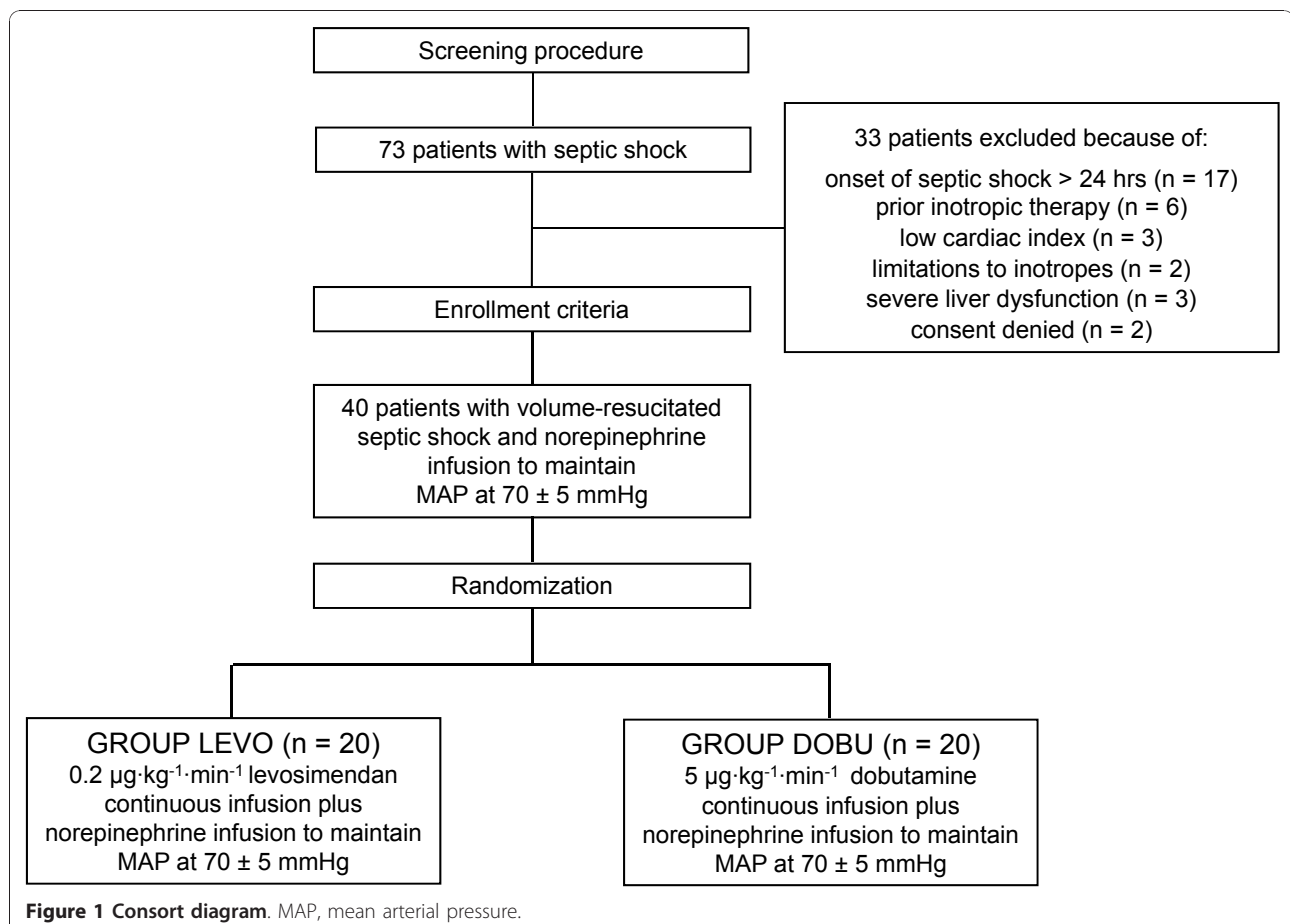 Screening procedure
73 patients with septic shock
33 patients excluded because of:
onset of septic shock > 24 hrs (n = 17)
prior inotropic therapy (n = 6)
low cardiac index (n = 3)
limitations to inotropes (n = 2)
severe liver dysfunction (n = 3)
consent denied (n = 2)
Enrollment criteria
40 patients with volume-resucitated
septic shock and norepinephrine
infusion to maintain
MAP at 70 ± 5 mmHg
Randomization
GROUP LEVO (n = 20)
0.2 µg·kg⁻¹·min⁻¹ levosimendan
continuous infusion plus
norepinephrine infusion to maintain
MAP at 70 ± 5 mmHg
GROUP DOBU (n = 20)
5 µg·kg⁻¹·min⁻¹ dobutamine
continuous infusion plus
norepinephrine infusion to maintain
MAP at 70 ± 5 mmHg
Figure 1 Consort diagram. MAP, mean arterial pressure.